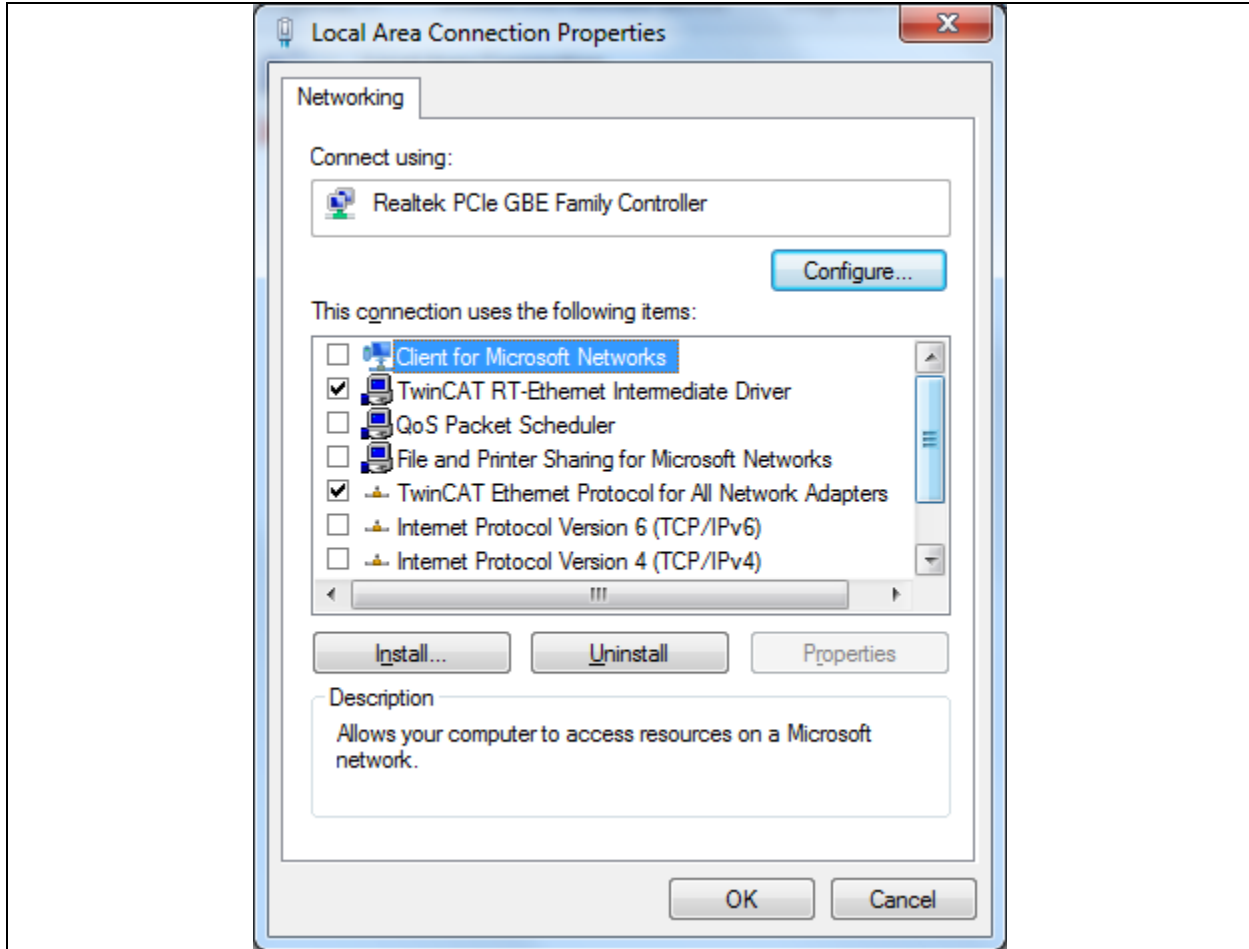 Local Area Connection Properties
Networking
Connect using:
Realtek PCIe GBE Family Controller
Configure...
This connection uses the following items:
Client for Microsoft Networks
TwinCAT RT-Ethernet Intermediate Driver
QoS Packet Scheduler
File and Printer Sharing for Microsoft Networks
TwinCAT Ethernet Protocol for All Network Adapters
Internet Protocol Version 6 (TCP/IPv6)
Internet Protocol Version 4 (TCP/IPv4)
Install... Uninstall Properties
Description
Allows your computer to access resources on a Microsoft
network.
OK Cancel